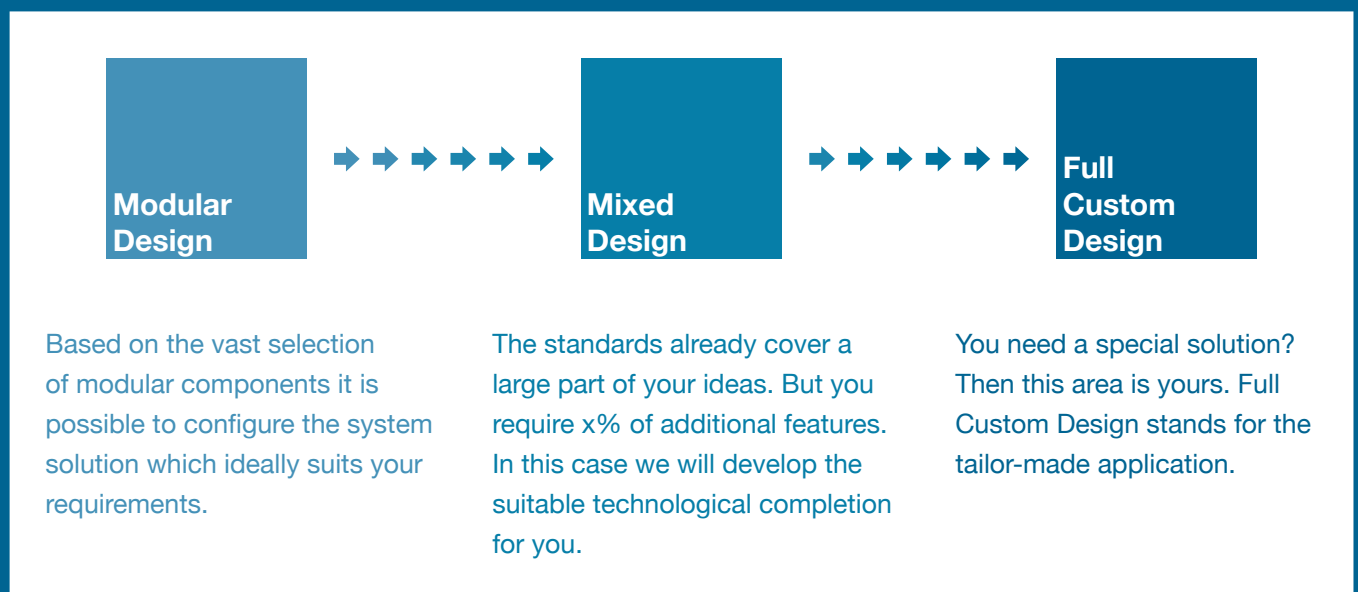 Modular
Design
Mixed
Design
Full
Custom
Design
Based on the vast selection
of modular components it is
possible to configure the system
solution which ideally suits your
requirements.
The standards already cover a
large part of your ideas. But you
require x% of additional features.
In this case we will develop the
suitable technological completion
for you.
You need a special solution?
Then this area is yours. Full
Custom Design stands for the
tailor-made application.